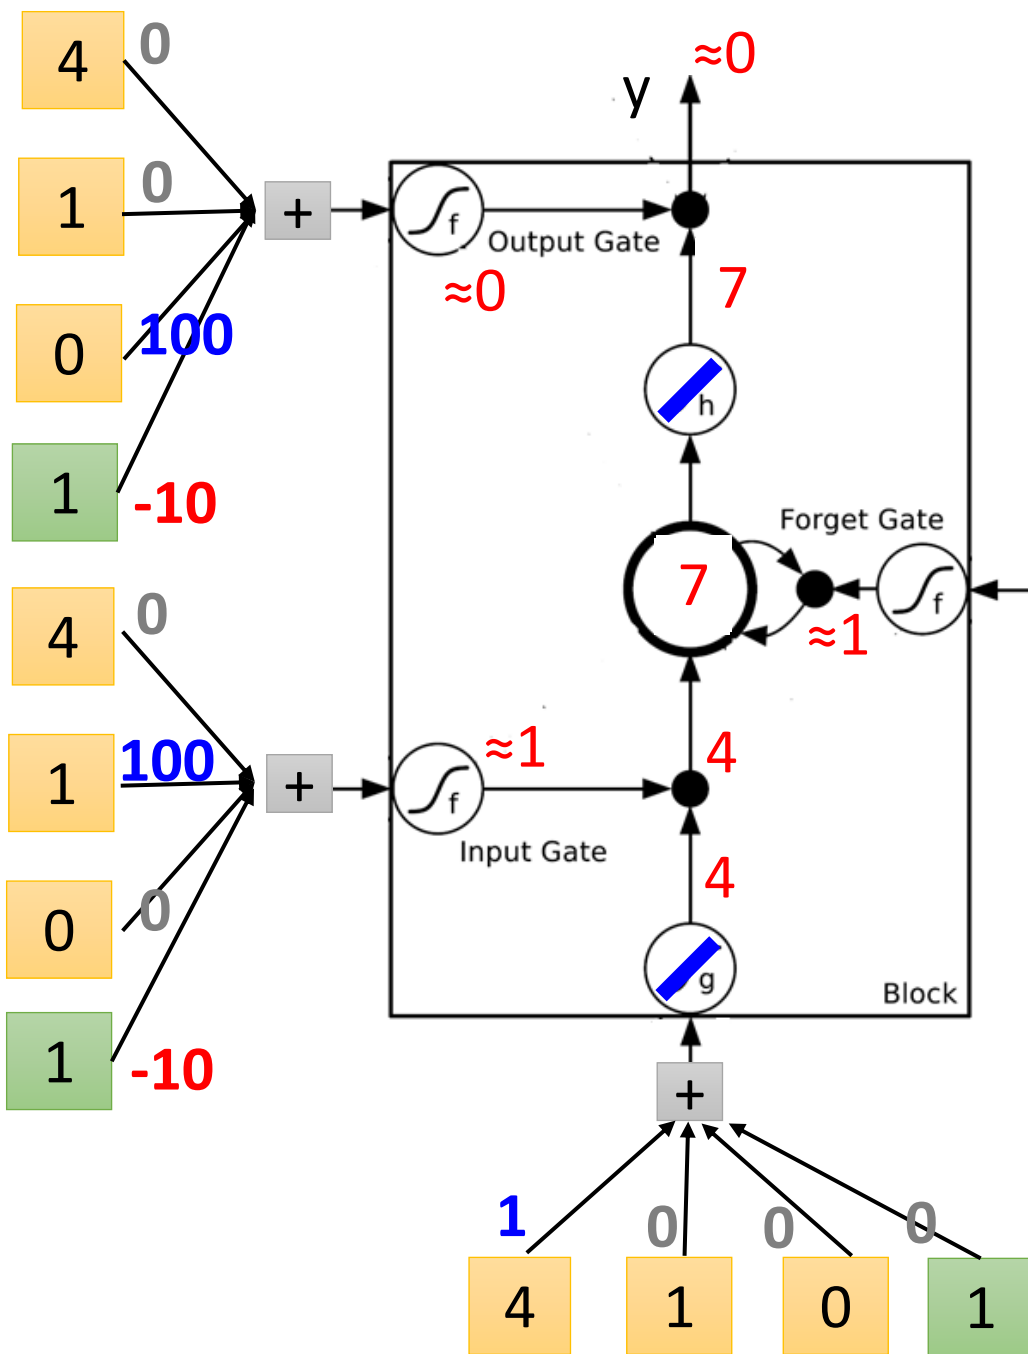 4 0
≈0
y
1 0
+
f
Output Gate
≈0
7
0 100
h
1 -10
Forget Gate
7
f
≈1
4 0
1 100
+
≈1
4
f
Input Gate
4
0 0
g
Block
1 -10
+
1 0 0 0
4 1 0 1